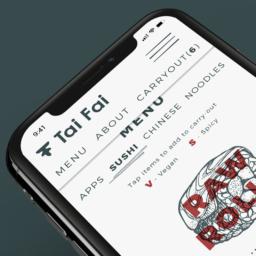 9:41
Tai Fai
MENU ABOUT CARRYOUT(6)
MENU
APPS SUSHI CHINESE NOODLES
Tap items to add to carry out
V - Vegan S - Spicy
RAW
ROLL